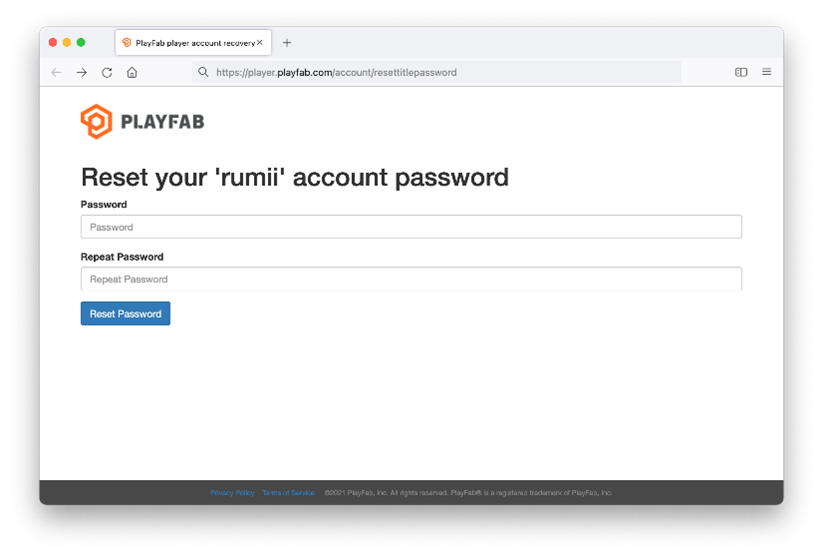 PlayFab player account recovery
https://player.playfab.com/account/resettitlepassword
PLAYFAB
Reset your 'rumii' account password
Password
Password
Repeat Password
Repeat Password
Reset Password
Privacy Policy Terms of Service ©2021 PlayFab, Inc. All rights reserved. PlayFab® is a registered trademark of PlayFab, Inc.